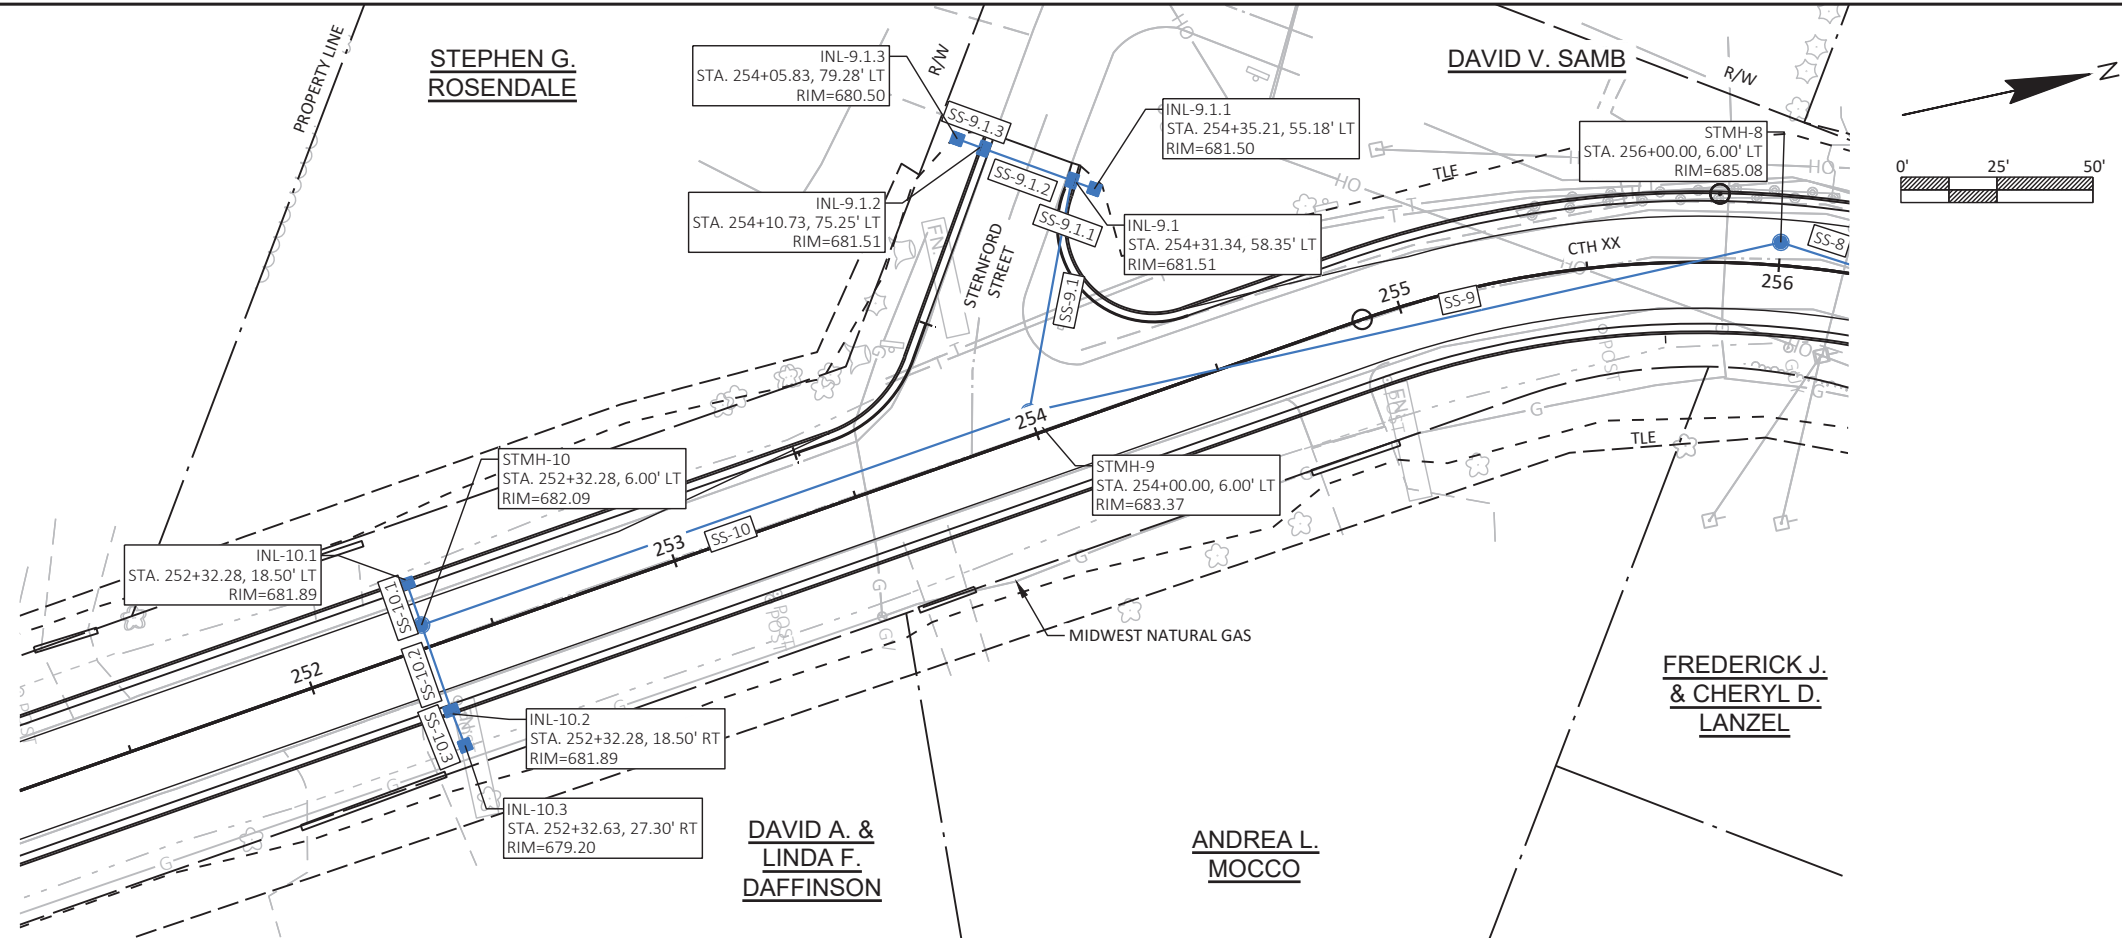 PROPERTY LINE
STEPHEN G.
ROSENDALE
INL-9.1.3
STA. 254+05.83, 79.28' LT
RIM=680.50
R/W
HO
DAVID V. SAMB
R/W
N
0'
25'
50'
SS-9.1.3
INL-9.1.1
STA. 254+35.21, 55.18' LT
RIM=681.50
STMH-8
STA. 256+00.00, 6.00' LT
RIM=685.08
HO
TLE
HO
SS-9.1.2
INL-9.1.2
STA. 254+10.73, 75.25' LT
RIM=681.51
SS-9.1.1
INL-9.1
STA. 254+31.34, 58.35' LT
RIM=681.51
T T
STERNFORD
STREET
CTH XX
SS-8
HO
256
SS-9.1
255
SS-9
T
T
G
POST
HO
G
254
TLE
STMH-10
STA. 252+32.28, 6.00' LT
RIM=682.09
STMH-9
STA. 254+00.00, 6.00' LT
RIM=683.37
G
253
SS-10
INL-10.1
STA. 252+32.28, 18.50' LT
RIM=681.89
SS-10.1
G
G
POST
POST
GV
MIDWEST NATURAL GAS
252
SS-10.2
SS-10.3
INL-10.2
STA. 252+32.28, 18.50' RT
RIM=681.89
G
FREDERICK J.
& CHERYL D.
LANZEL
G
INL-10.3
STA. 252+32.63, 27.30' RT
RIM=679.20
DAVID A. &
LINDA F.
DAFFINSON
ANDREA L.
MOCCO
G